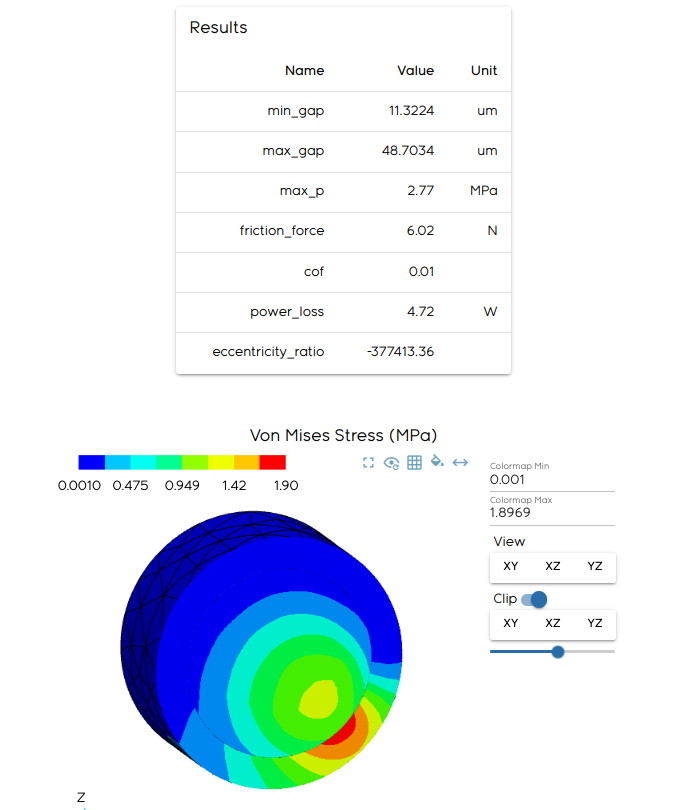 Results
Name Value Unit
min_gap 11.3224 um
max_gap 48.7034 um
max_p 2.77 MPa
friction_force 6.02 N
cof 0.01
power_loss 4.72 W
eccentricity_ratio -377413.36
Von Mises Stress (MPa)
0.0010 0.475 0.949 1.42 1.90
Colormap Min
0.001
Colormap Max
1.8969
View
XY XZ YZ
Clip
XY XZ YZ
Z